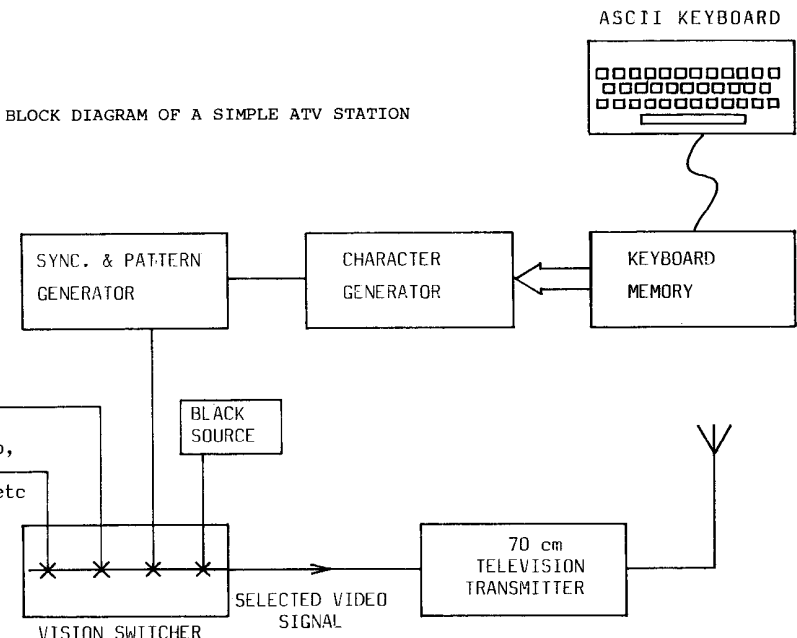 ASCII KEYBOARD
BLOCK DIAGRAM OF A SIMPLE ATV STATION
SYNC. & PATTERN
GENERATOR
CHARACTER
GENERATOR
KEYBOARD
MEMORY
BLACK
SOURCE
etc
70 cm
TELEVISION
TRANSMITTER
SELECTED VIDEO
SIGNAL
VISION SWITCHER